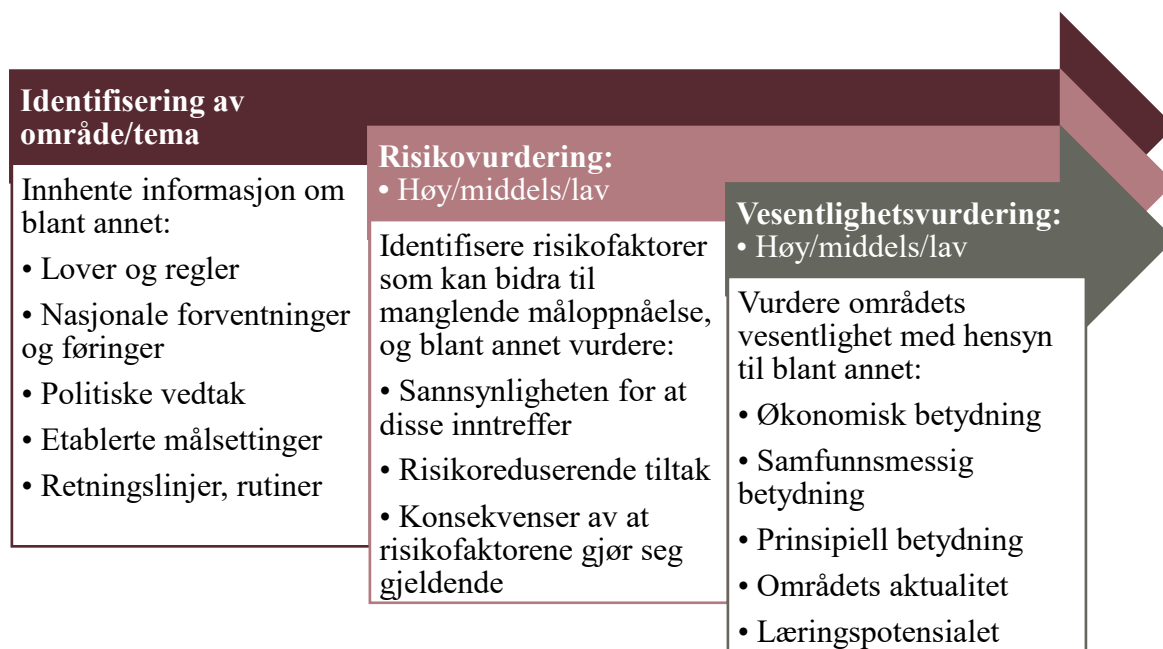 Identifisering av
område/tema
Innhente informasjon om
blant annet:
• Lover og regler
• Nasjonale forventninger
og føringer
• Politiske vedtak
• Etablerte målsettinger
• Retningslinjer, rutiner
Risikovurdering:
• Høy/middels/lav
Identifisere risikofaktorer
som kan bidra til
manglende måloppnåelse,
og blant annet vurdere:
• Sannsynligheten for at
disse inntreffer
• Risikoreduserende tiltak
• Konsekvenser av at
risikofaktorene gjør seg
gjeldende
Vesentlighetsvurdering:
• Høy/middels/lav
Vurdere områdets
vesentlighet med hensyn
til blant annet:
• Økonomisk betydning
• Samfunnsmessig
betydning
• Prinsipiell betydning
• Områdets aktualitet
• Læringspotensialet